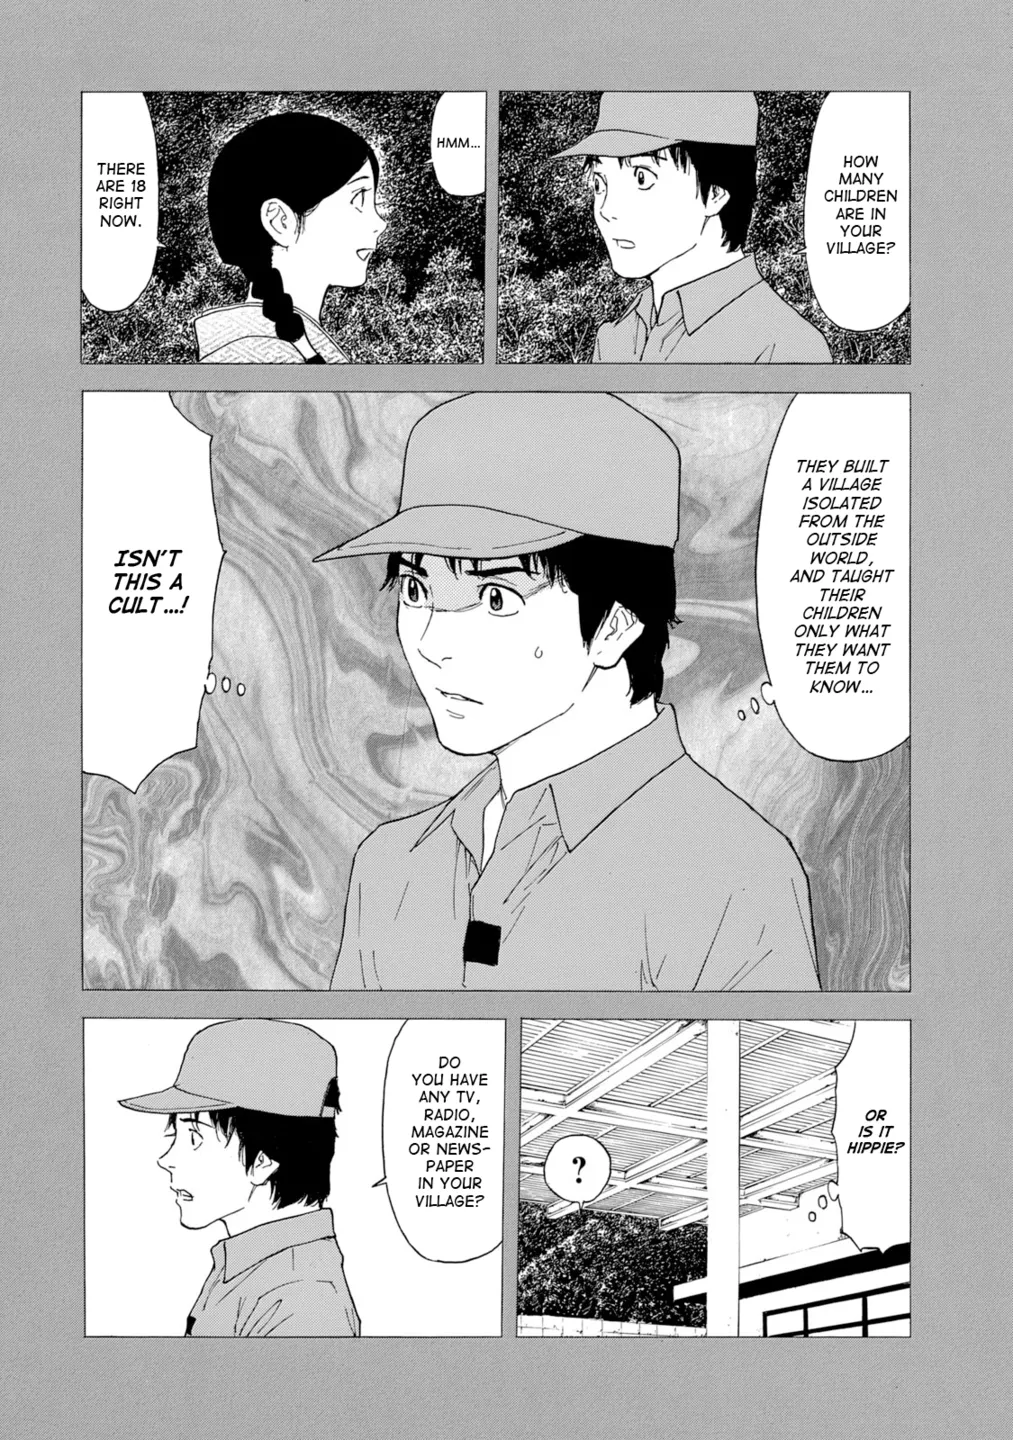 HOW
MANY
CHILDREN
ARE IN
YOUR
VILLAGE?
HMM...
THERE
ARE 18
RIGHT
NOW.
THEY BUILT
A VILLAGE
ISOLATED
FROM THE
OUTSIDE
WORLD,
AND TAUGHT
THEIR
CHILDREN
ONLY WHAT
THEY WANT
THEM TO
KNOW...
ISN'T
THIS A
CULT...!
OR
IS IT
HIPPIE?
?
DO
YOU HAVE
ANY TV,
RADIO,
MAGAZINE
OR NEWS-
PAPER
IN YOUR
VILLAGE?